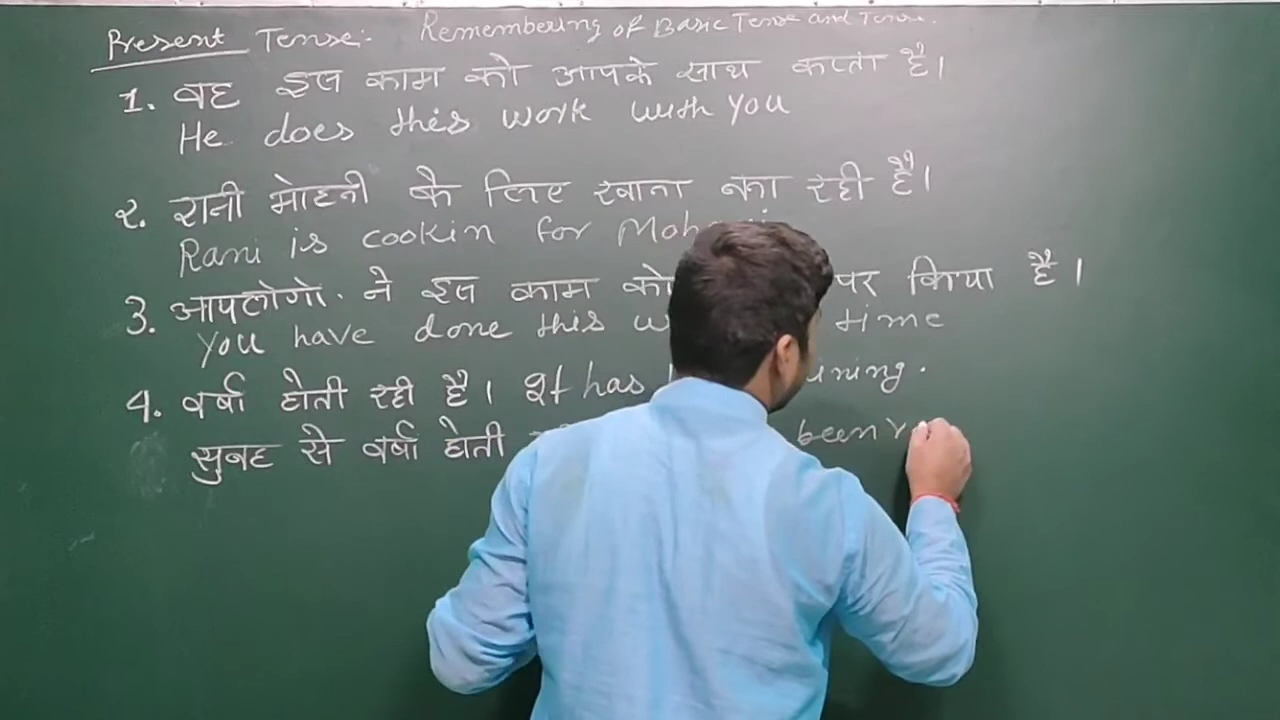 Present Tense:- Remembering of Basic Tense and Tense.
1. वह इस काम को आपके साथ करता है।
He does this work with you
२. रानी मोहनी के लिए खाना बना रही है।
Rani is cookin for Moh
3. आपलोगो ने इस काम को पर किया है।
You have done this time
4. वर्षा होती रही है। It has ining.
सुबह से वर्षा होती been